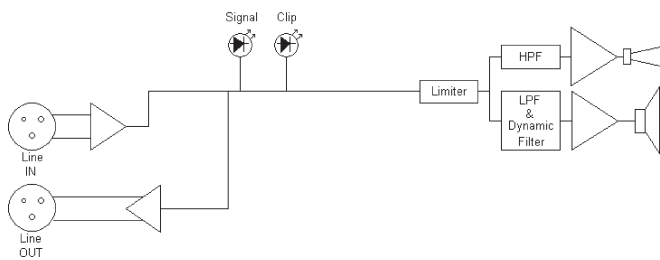 Signal
Clip
HPF
Limiter
LPF
&
Dynamic
Filter
Line
IN
Line
OUT